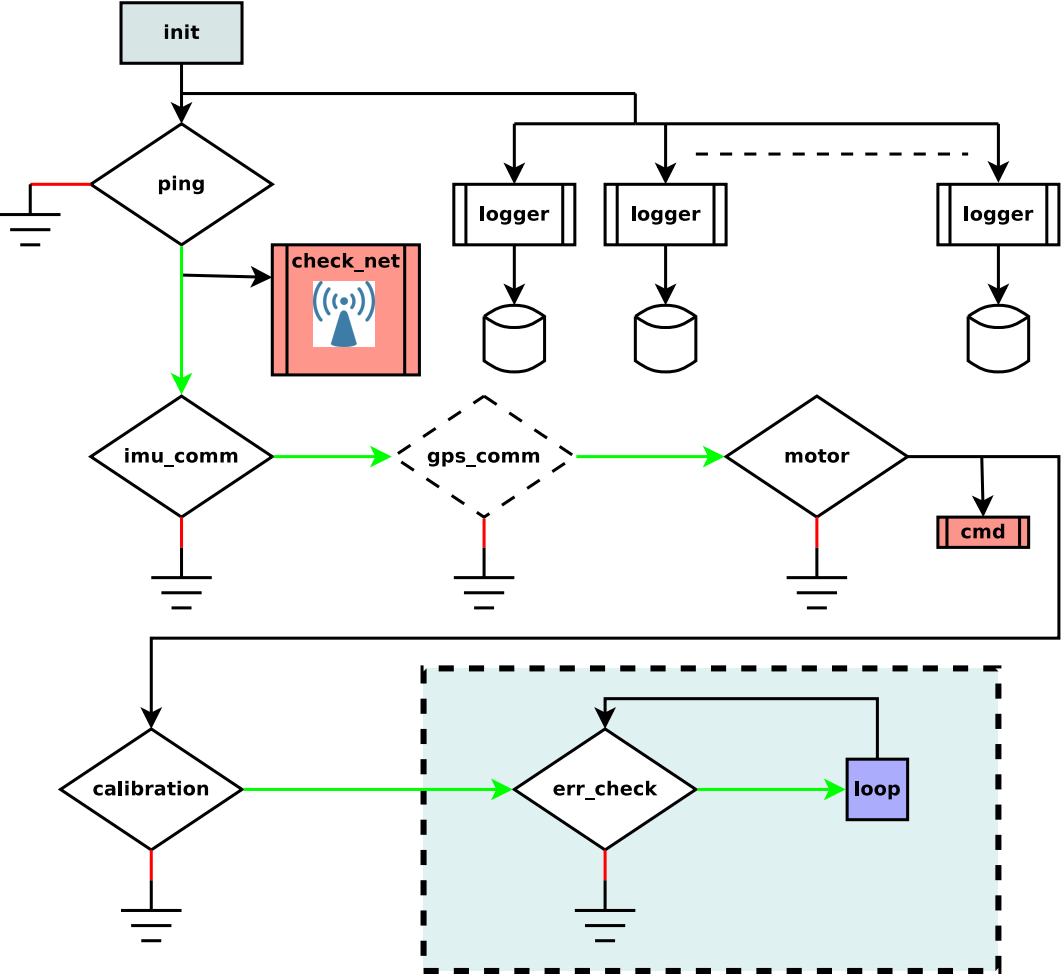 init
ping
logger
logger
logger
check_net
imu_comm
gps_comm
motor
cmd
calibration
err_check
loop